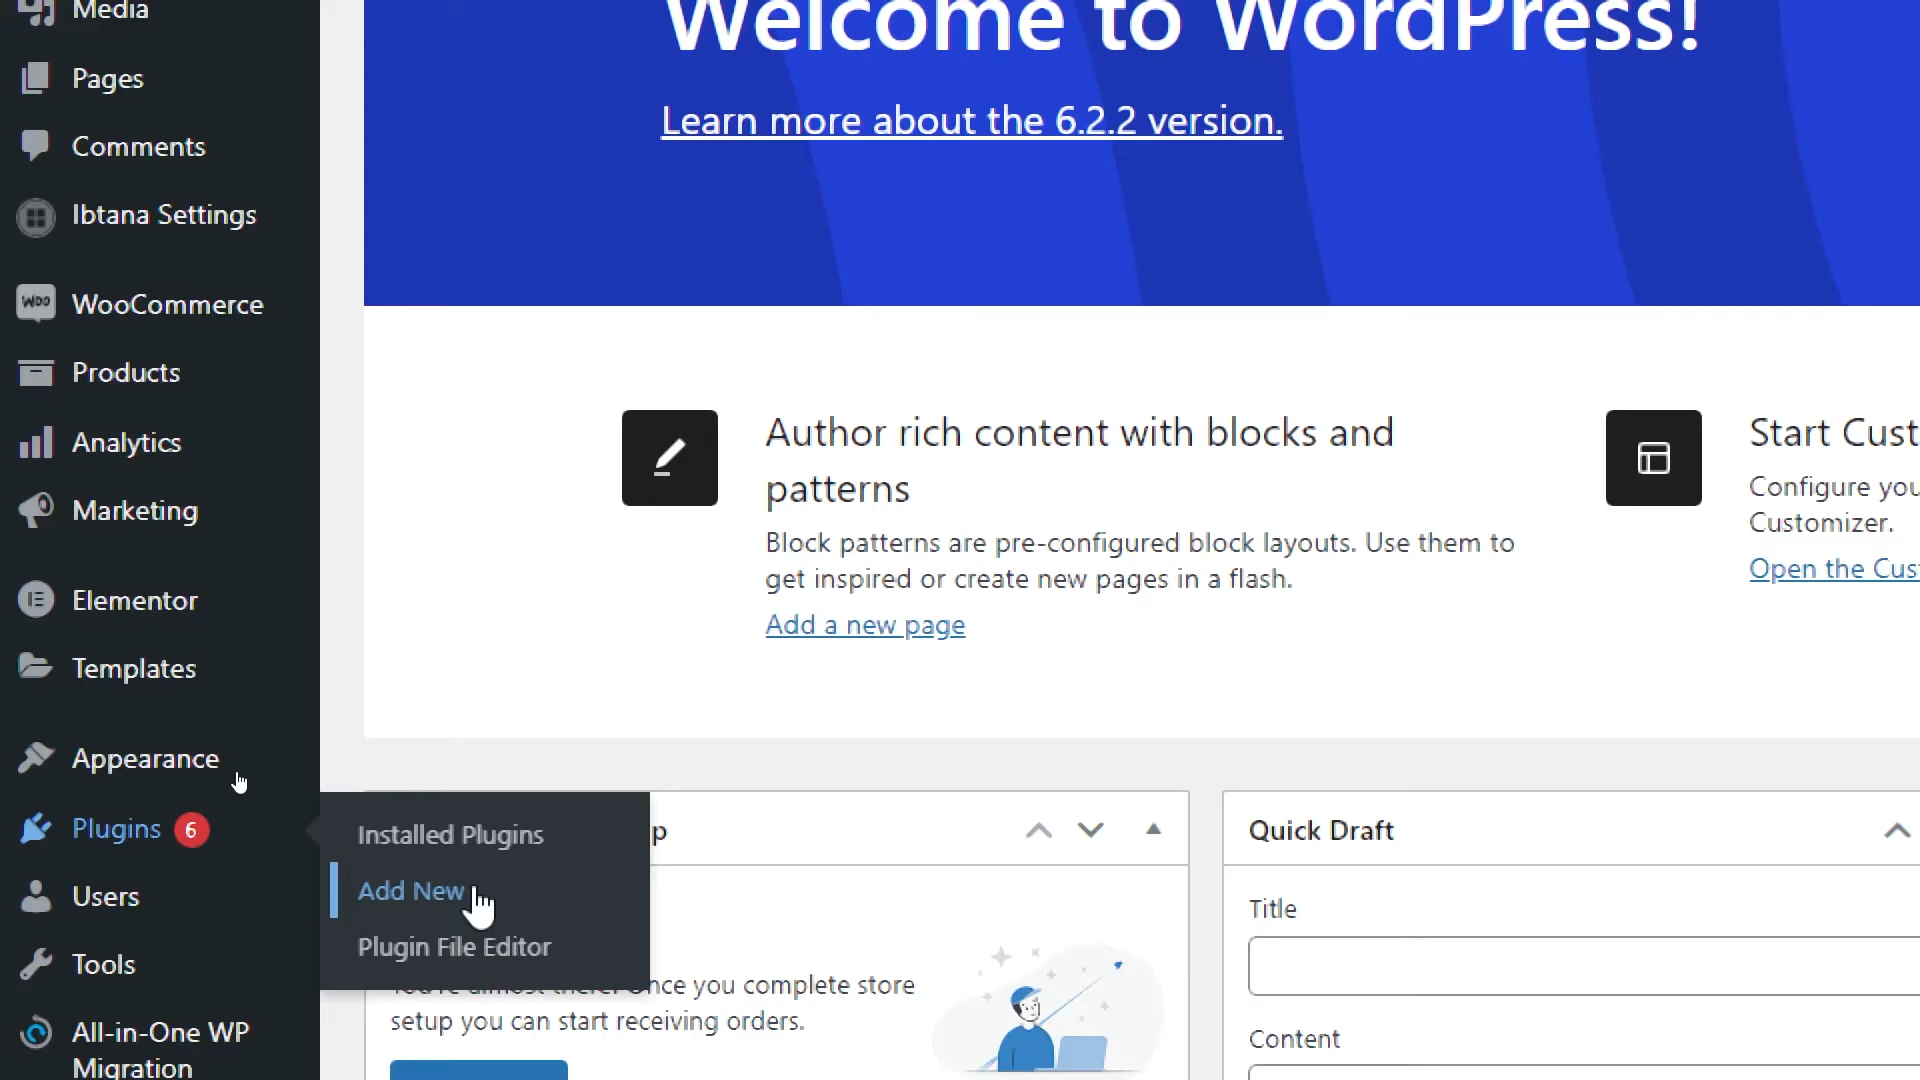 Media
Pages
Comments
Ibtana Settings
Woo WooCommerce
Products
Analytics
Marketing
Elementor
Templates
Appearance
Plugins 6
Users
Tools
All-in-One WP
Migration
Installed Plugins
Add New
Plugin File Editor
Welcome to WordPress!
Learn more about the 6.2.2 version.
Author rich content with blocks and
patterns
Block patterns are pre-configured block layouts. Use them to
get inspired or create new pages in a flash.
Add a new page
Start Cust
Configure you
Customizer.
Open the Cus
p
nce you complete store
setup you can start receiving orders.
Quick Draft
Title
Content